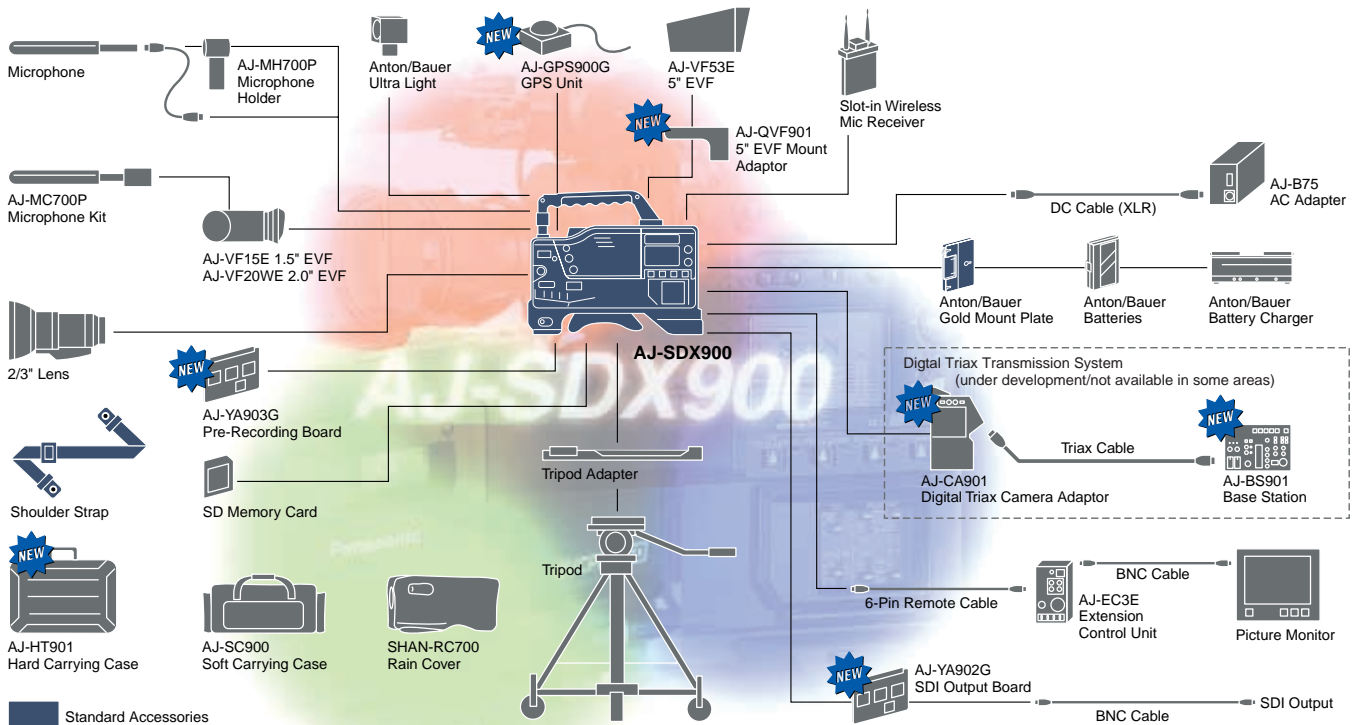 Microphone
AJ-MH700P
Microphone
Holder
Anton/Bauer
Ultra Light
NEW
AJ-GPS900G
GPS Unit
AJ-VF53E
5" EVF
NEW
AJ-QVF901
5" EVF Mount
Adaptor
Slot-in Wireless
Mic Receiver
AJ-MC700P
Microphone Kit
AJ-VF15E 1.5" EVF
AJ-VF20WE 2.0" EVF
DC Cable (XLR)
AJ-B75
AC Adapter
Anton/Bauer
Gold Mount Plate
Anton/Bauer
Batteries
Anton/Bauer
Battery Charger
2/3" Lens
AJ-SDX900
AJ-SDX900
NEW
AJ-YA903G
Pre-Recording Board
Digtal Triax Transmission System
(under development/not available in some areas)
NEW
AJ-CA901
Digital Triax Camera Adaptor
Triax Cable
NEW
AJ-BS901
Base Station
Shoulder Strap
SD Memory Card
Tripod Adapter
Tripod
Panasonic
NEW
AJ-HT901
Hard Carrying Case
AJ-SC900
Soft Carrying Case
SHAN-RC700
Rain Cover
6-Pin Remote Cable
AJ-EC3E
Extension
Control Unit
BNC Cable
Picture Monitor
NEW
AJ-YA902G
SDI Output Board
BNC Cable
SDI Output
Standard Accessories